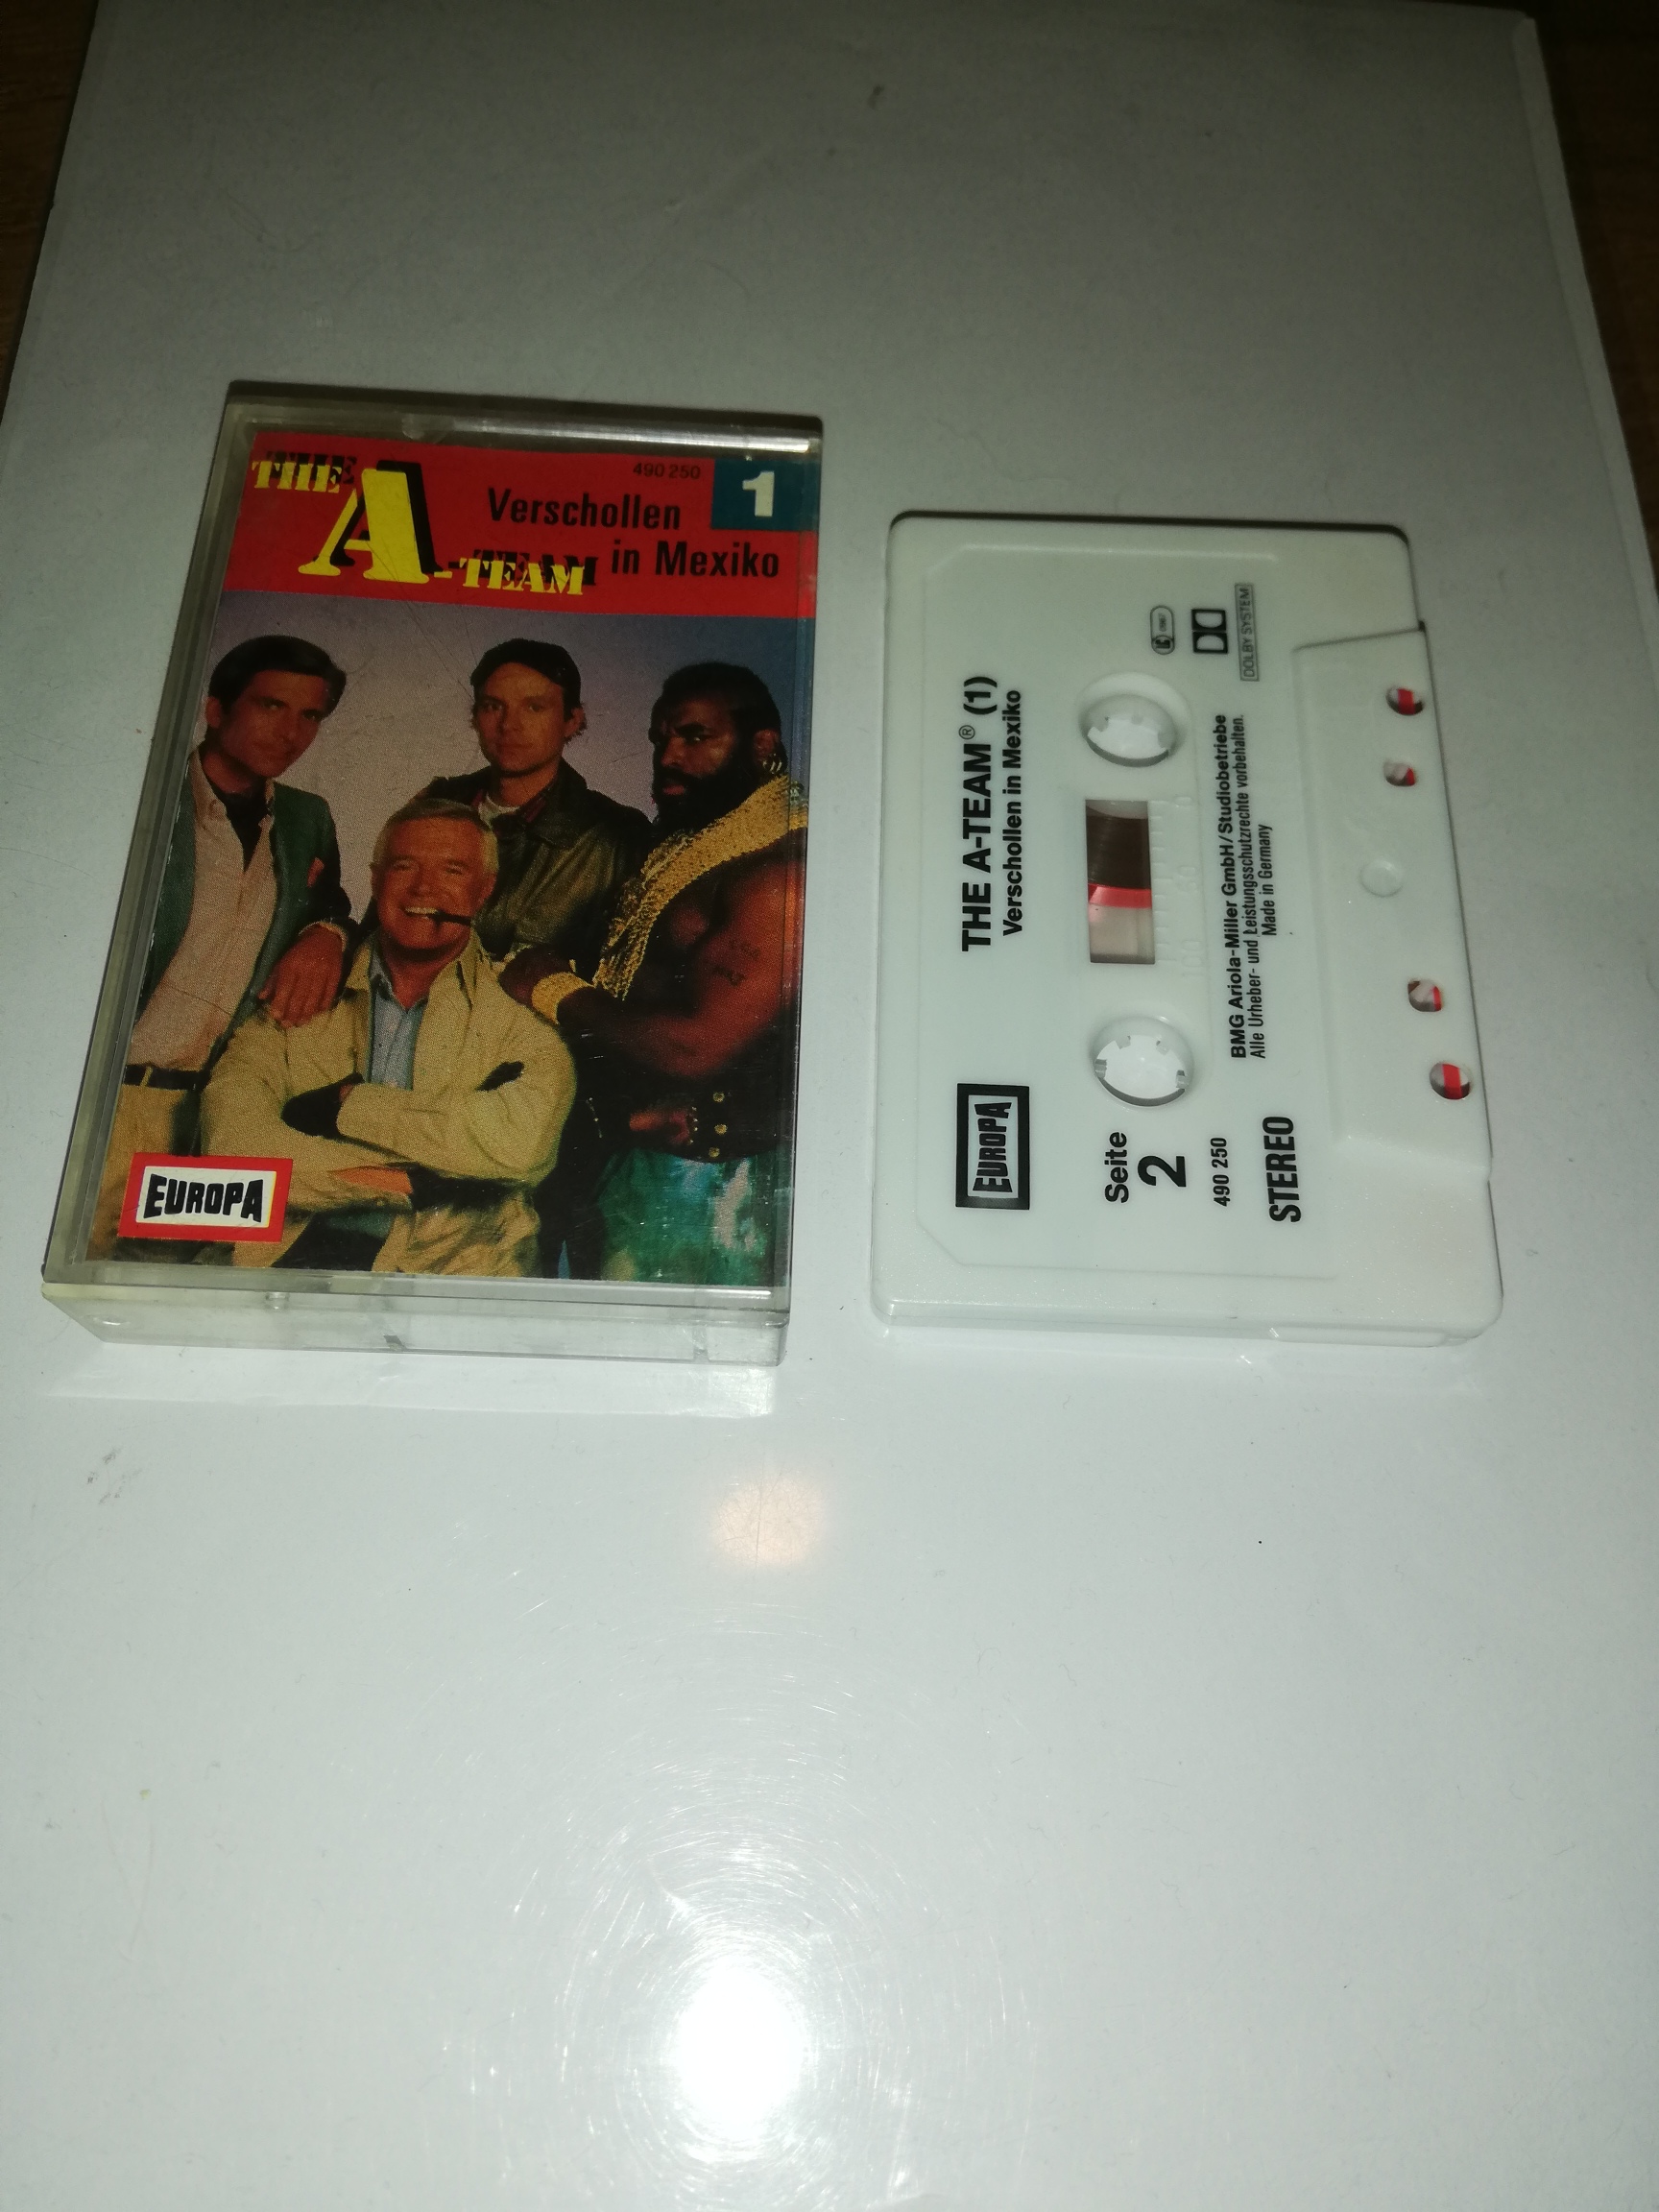 THE
A
-TEAM
490 250
1
Verschollen
in Mexiko
EUROPA
THE A-TEAM® (1)
Verschollen in Mexiko
EUROPA
Seite
2
490 250
STEREO
DOLBY SYSTEM
BMG Ariola-Miller GmbH/Studiobetriebe
Alle Urheber- und Leistungsschutzrechte vorbehalten.
Made in Germany